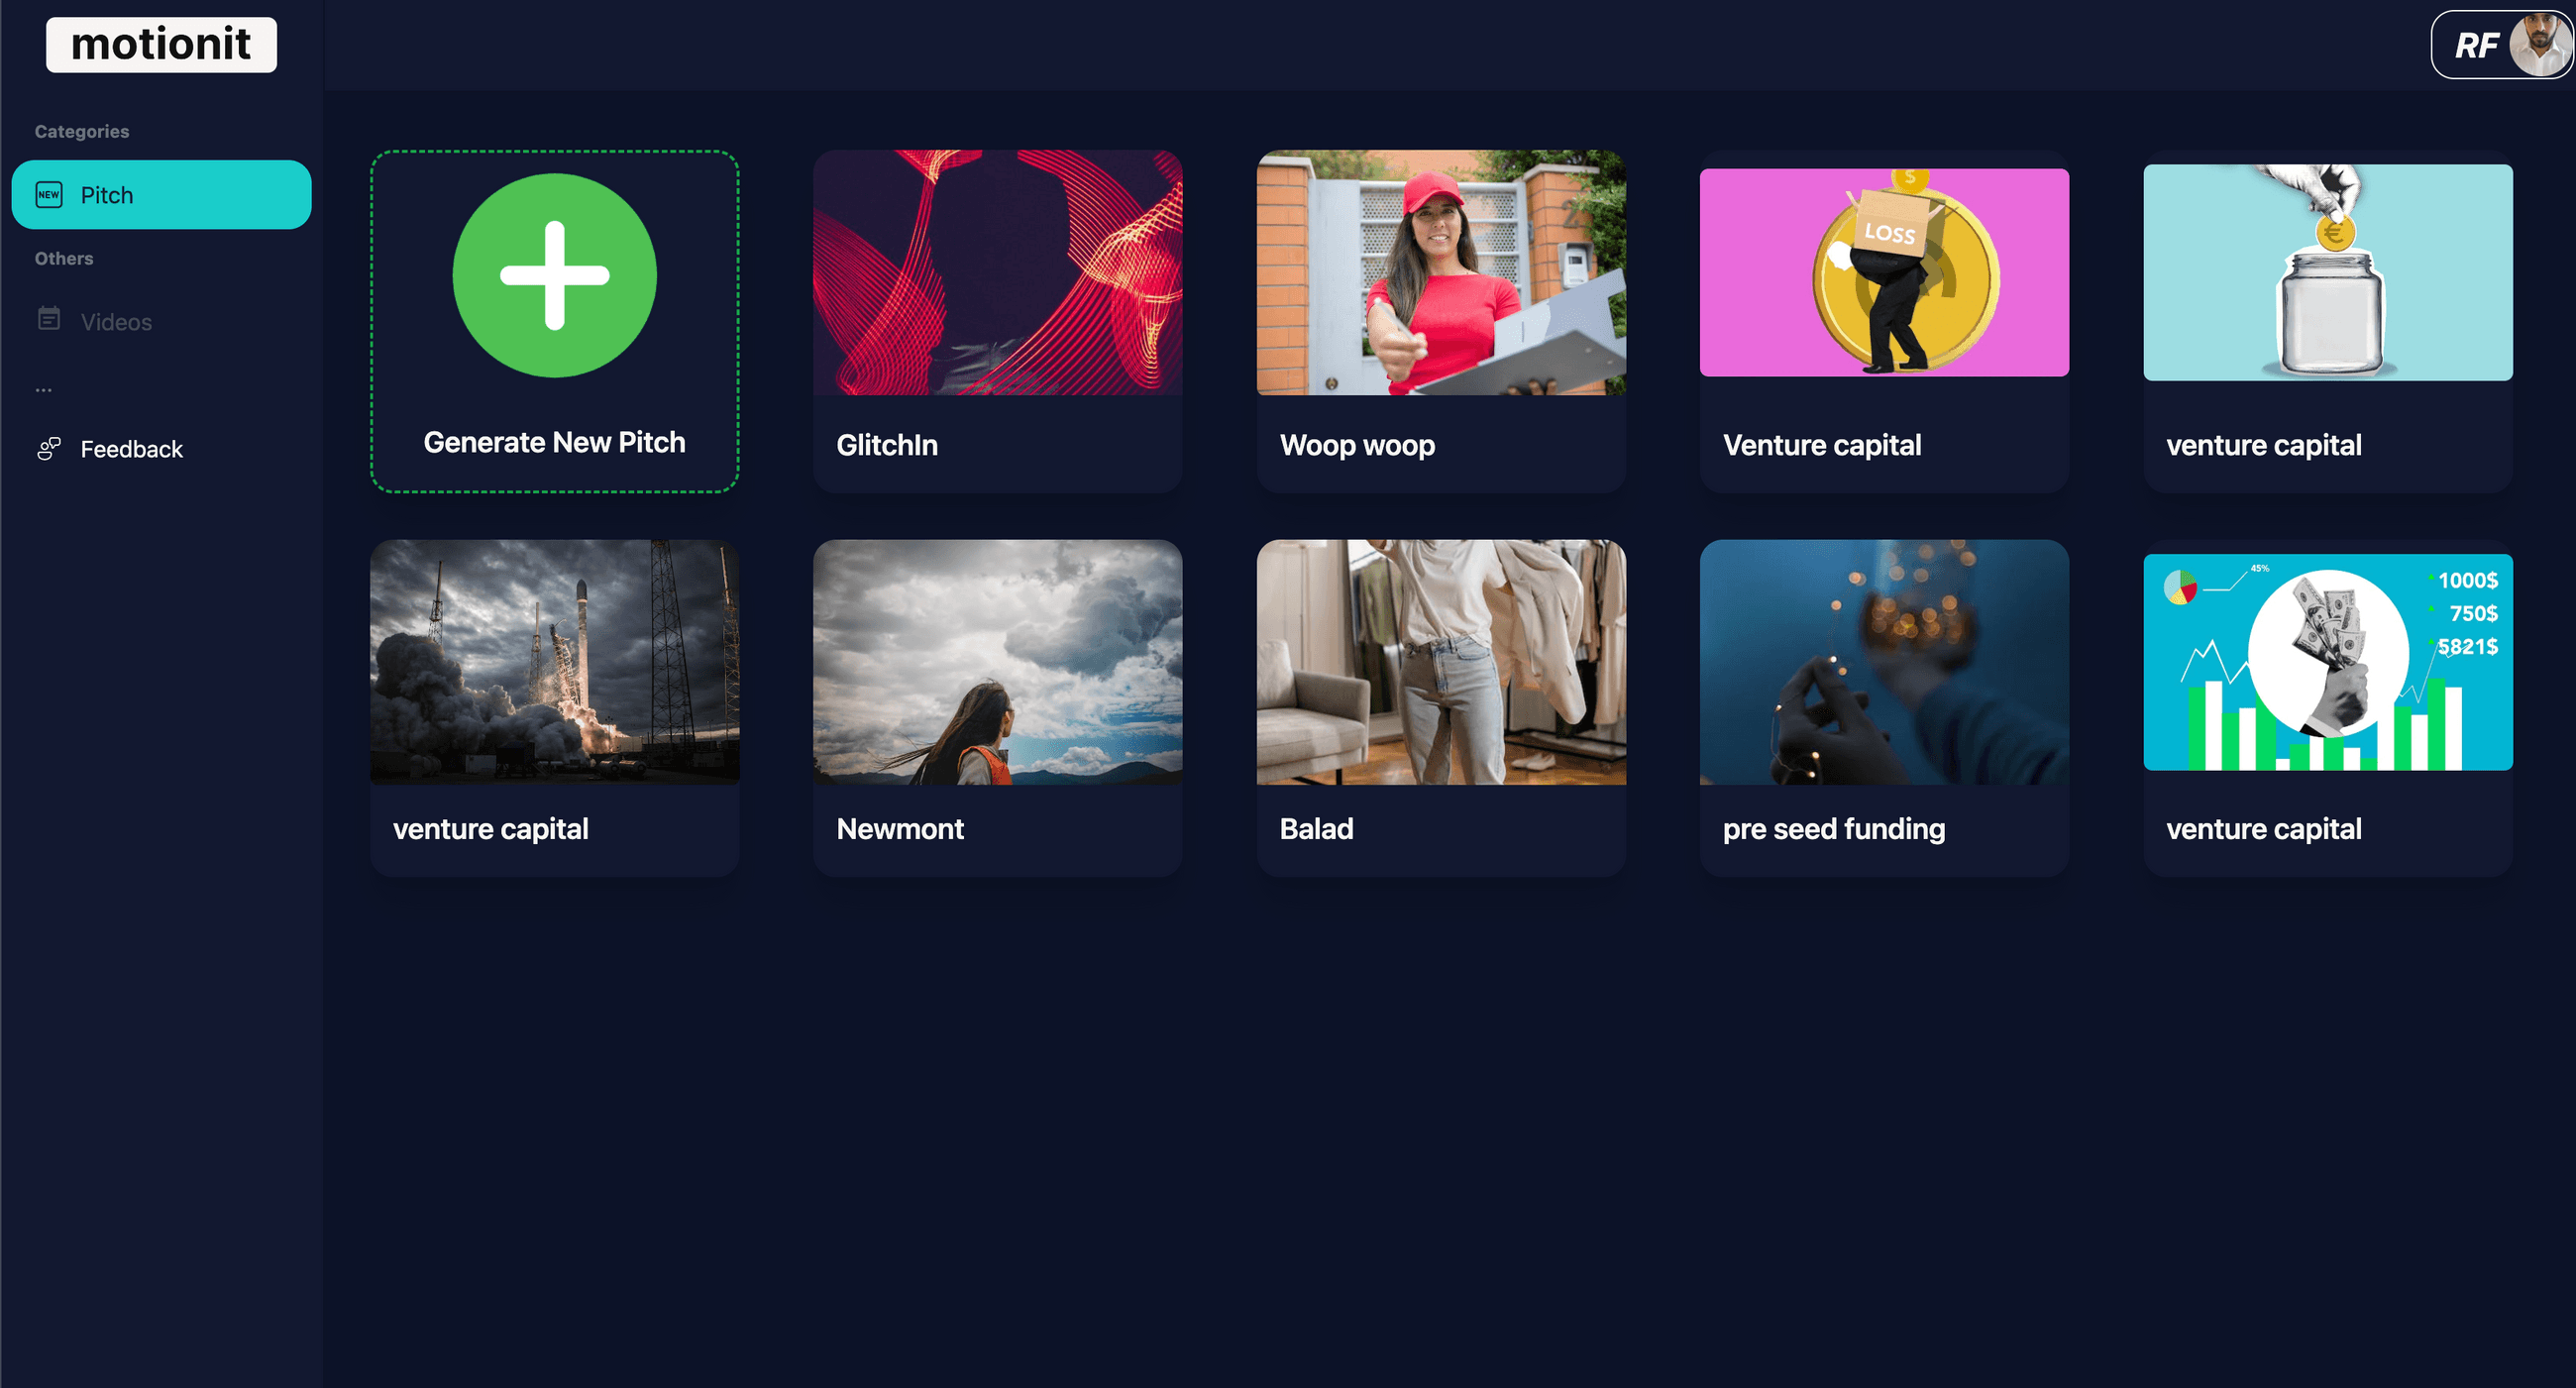 motionit
RF
Categories
NEW
Pitch
Others
Videos
...
Feedback
Generate New Pitch
GlitchIn
Woop woop
$
LOSS
Venture capital
€
venture capital
venture capital
Newmont
Balad
pre seed funding
45%
1000$
750$
5821$
venture capital